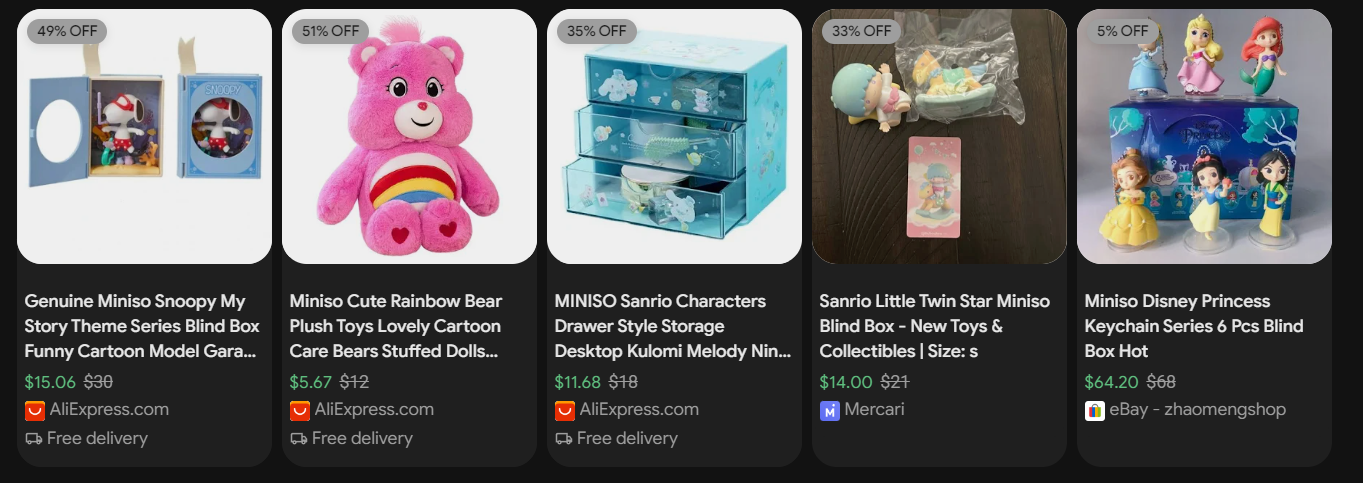 49% OFF
SNOOPY
Genuine Miniso Snoopy My
Story Theme Series Blind Box
Funny Cartoon Model Gara...
$15.06 $30
AliExpress.com
Free delivery
51% OFF
Miniso Cute Rainbow Bear
Plush Toys Lovely Cartoon
Care Bears Stuffed Dolls...
$5.67 $12
AliExpress.com
Free delivery
35% OFF
MINISO Sanrio Characters
Drawer Style Storage
Desktop Kulomi Melody Nin...
$11.68 $18
AliExpress.com
Free delivery
33% OFF
Sanrio Little Twin Star Miniso
Blind Box - New Toys &
Collectibles | Size: s
$14.00 $21
Mercari
5% OFF
Princess
Miniso Disney Princess
Keychain Series 6 Pcs Blind
Box Hot
$64.20 $68
eBay - zhaomengshop